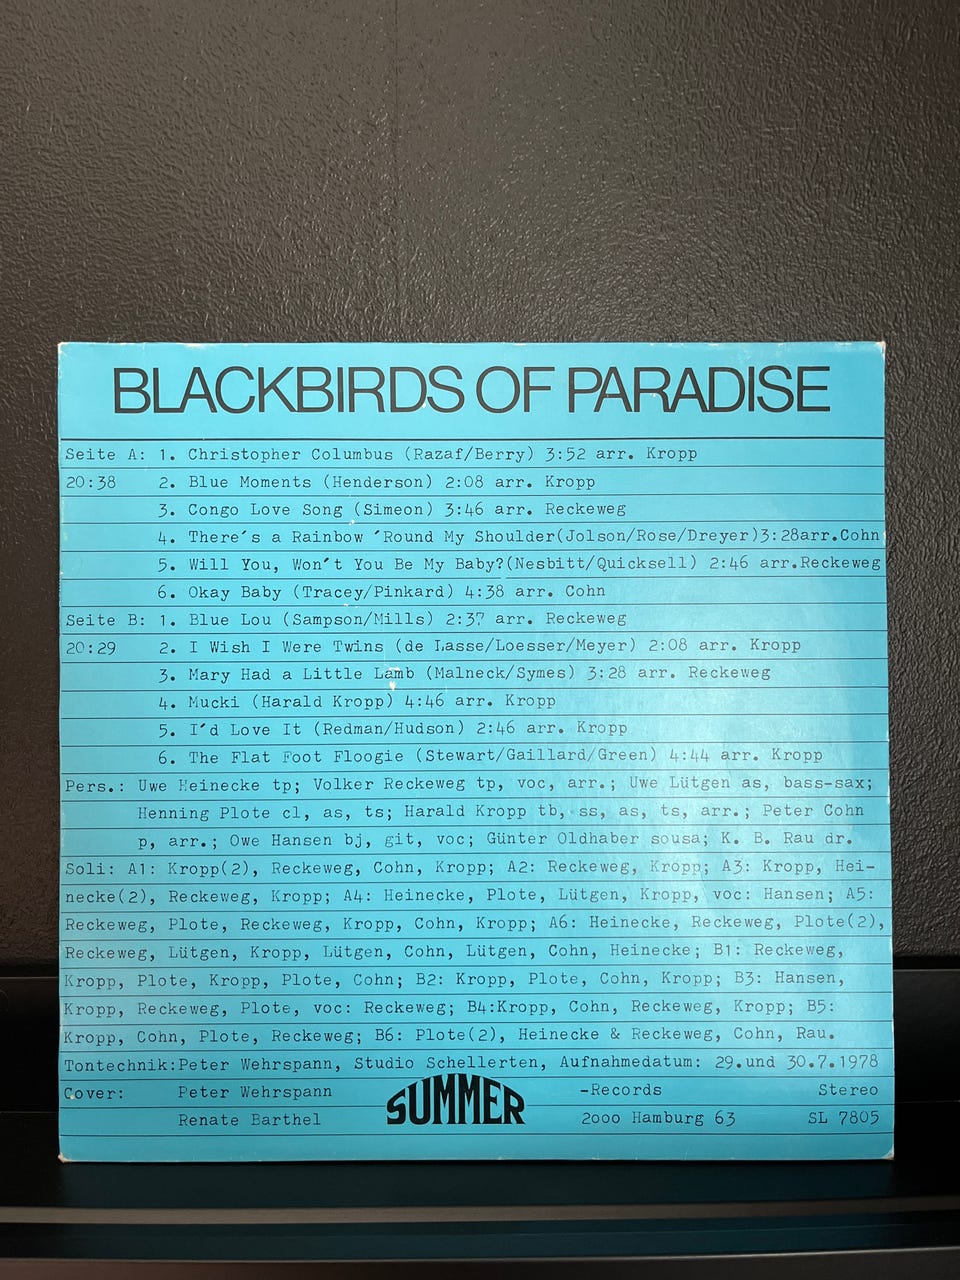 BLACKBIRDS OF PARADISE
Seite A: 1. Christopher Columbus (Razaf/Berry) 3:52 arr. Kropp
20:38 2. Blue Moments (Henderson) 2:08 arr. Kropp
3. Congo Love Song (Simeon) 3:46 arr. Reckeweg
4. There´s a Rainbow ´Round My Shoulder(Jolson/Rose/Dreyer)3:28arr.Cohn
5. Will You, Won´t You Be My Baby?(Nesbitt/Quicksell) 2:46 arr.Reckeweg
6. Okay Baby (Tracey/Pinkard) 4:38 arr. Cohn
Seite B: 1. Blue Lou (Sampson/Mills) 2:37 arr. Reckeweg
20:29 2. I Wish I Were Twins (de Lasse/Loesser/Meyer) 2:08 arr. Kropp
3. Mary Had a Little Lamb (Malneck/Symes) 3:28 arr. Reckeweg
4. Mucki (Harald Kropp) 4:46 arr. Kropp
5. I´d Love It (Redman/Hudson) 2:46 arr. Kropp
6. The Flat Foot Floogie (Stewart/Gaillard/Green) 4:44 arr. Kropp
Pers.: Uwe Heinecke tp; Volker Reckeweg tp, voc, arr.; Uwe Lütgen as, bass-sax;
Henning Plote cl, as, ts; Harald Kropp tb, ss, as, ts, arr.; Peter Cohn
p, arr.; Owe Hansen bj, git, voc; Günter Oldhaber sousa; K. B. Rau dr.
Soli: A1: Kropp(2), Reckeweg, Cohn, Kropp; A2: Reckeweg, Kropp; A3: Kropp, Hei-
necke(2), Reckeweg, Kropp; A4: Heinecke, Plote, Lütgen, Kropp, voc: Hansen; A5:
Reckeweg, Plote, Reckeweg, Kropp, Cohn, Kropp; A6: Heinecke, Reckeweg, Plote(2),
Reckeweg, Lütgen, Kropp, Lütgen, Cohn, Lütgen, Cohn, Heinecke; B1: Reckeweg,
Kropp, Plote, Kropp, Plote, Cohn; B2: Kropp, Plote, Cohn, Kropp; B3: Hansen,
Kropp, Reckeweg, Plote, voc: Reckeweg; B4:Kropp, Cohn, Reckeweg, Kropp; B5:
Kropp, Cohn, Plote, Reckeweg; B6: Plote(2), Heinecke & Reckeweg, Cohn, Rau.
Tontechnik:Peter Wehrspann, Studio Schellerten, Aufnahmedatum: 29.und 30.7.1978
Cover: Peter Wehrspann SUMMER -Records Stereo
Renate Barthel 2ooo Hamburg 63 SL 7805